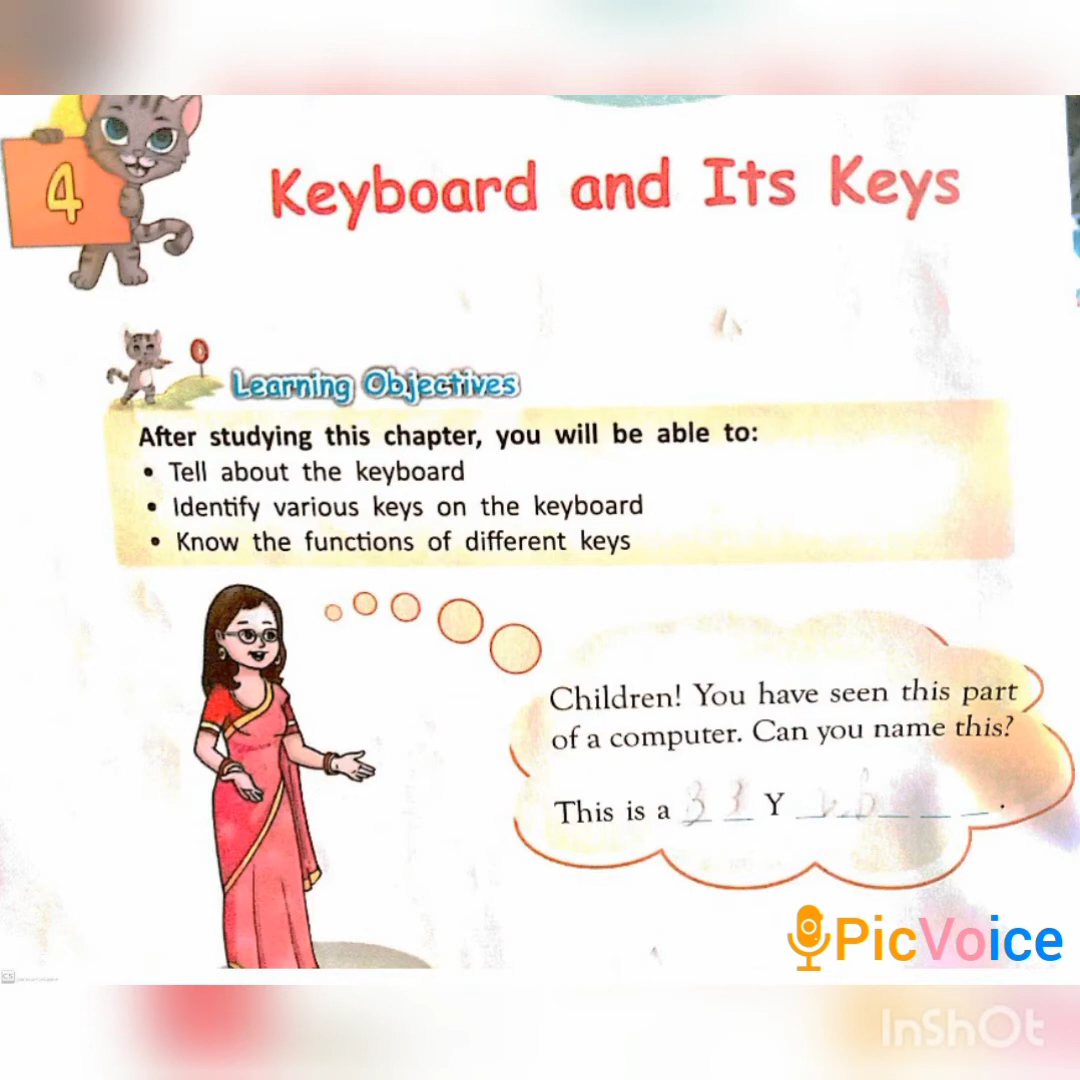 4
Keyboard and Its Keys
Learning Objectives
After studying this chapter, you will be able to:
• Tell about the keyboard
• Identify various keys on the keyboard
• Know the functions of different keys
Children! You have seen this part
of a computer. Can you name this?
This is a _ _ Y _ _ _ _ _ .
PicVoice
InShOt